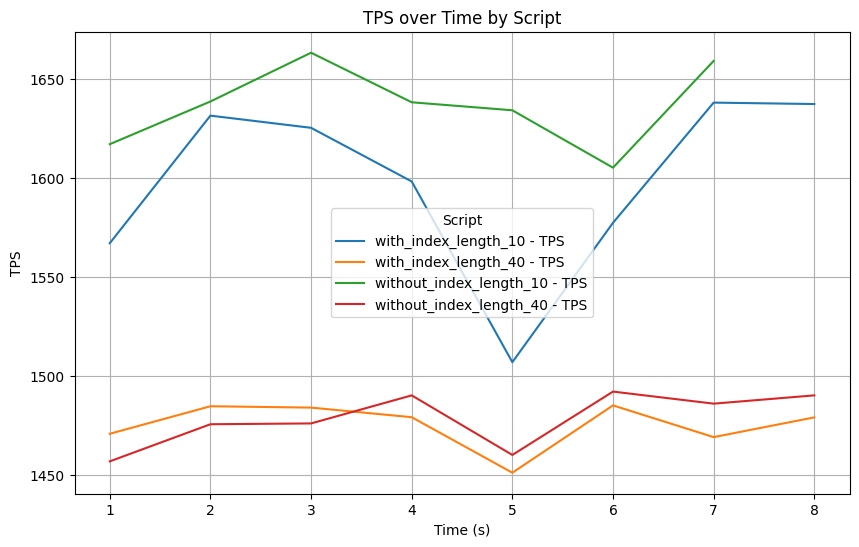 TPS over Time by Script
TPS
1650
1600
1550
1500
1450
Script
with_index_length_10 - TPS
with_index_length_40 - TPS
without_index_length_10 - TPS
without_index_length_40 - TPS
1 2 3 4 5 6 7 8
Time (s)